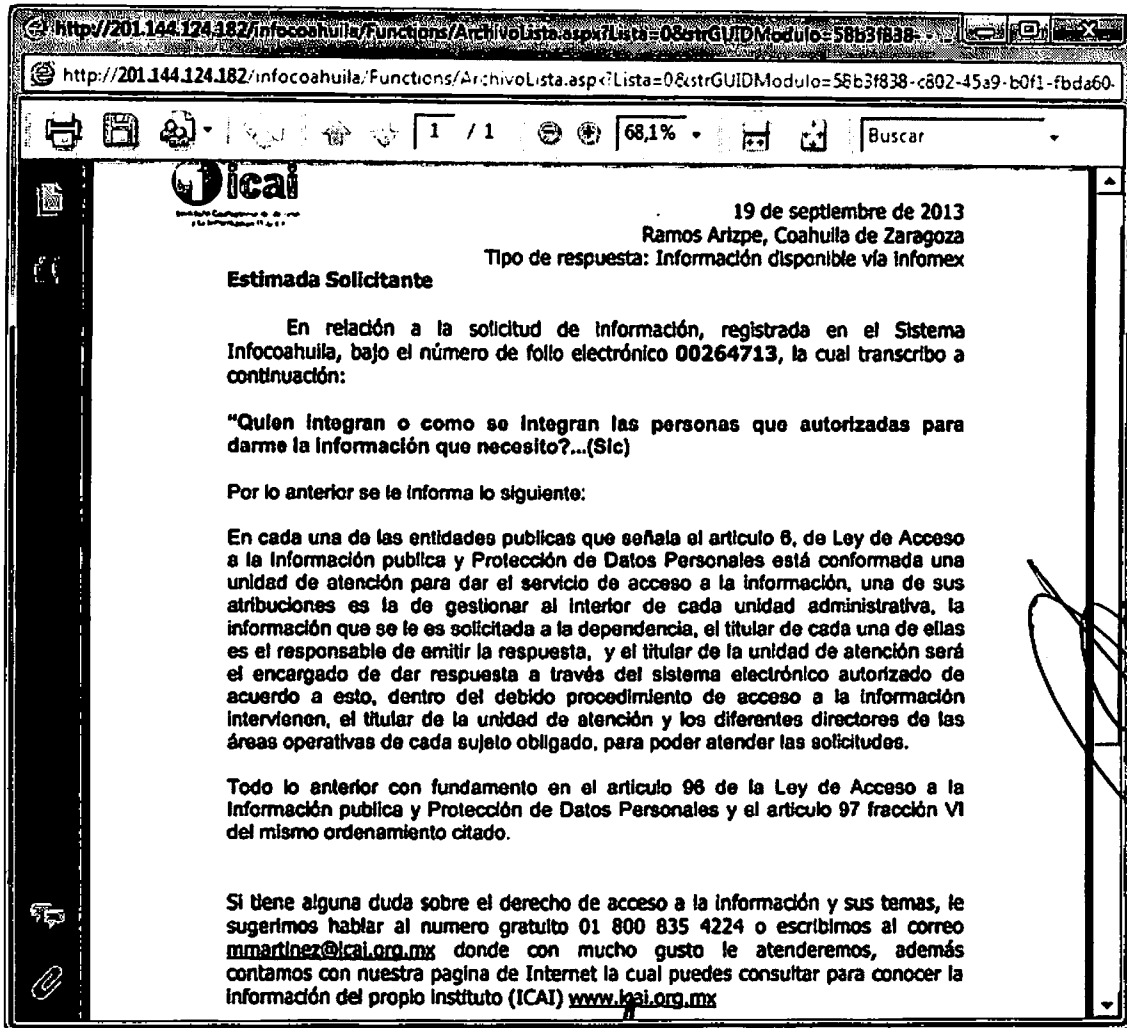 http://201.144.124.182/infocoahuila/Functions/ArchivoLista.aspx?Lista=0&strGUIDModulo=58b3f838-
http://201.144.124.182/infocoahuila/Functions/ArchivoLista.aspx?Lista=0&strGUIDModulo=58b3f838-c802-45a9-b0f1-fbda60-
1 / 1 68,1% Buscar
icai
19 de septiembre de 2013
Ramos Arizpe, Coahuila de Zaragoza
Tipo de respuesta: Información disponible vía infomex
Estimada Solicitante
En relación a la solicitud de información, registrada en el Sistema
Infocoahuila, bajo el número de folio electrónico 00264713, la cual transcribo a
continuación:
"Quien integran o como se integran las personas que autorizadas para
darme la información que necesito?...(Sic)
Por lo anterior se le informa lo siguiente:
En cada una de las entidades publicas que señala el articulo 6, de Ley de Acceso
a la Información publica y Protección de Datos Personales está conformada una
unidad de atención para dar el servicio de acceso a la información, una de sus
atribuciones es la de gestionar al interior de cada unidad administrativa, la
información que se le es solicitada a la dependencia, el titular de cada una de ellas
es el responsable de emitir la respuesta, y el titular de la unidad de atención será
el encargado de dar respuesta a través del sistema electrónico autorizado de
acuerdo a esto, dentro del debido procedimiento de acceso a la información
intervienen, el titular de la unidad de atención y los diferentes directores de las
áreas operativas de cada sujeto obligado, para poder atender las solicitudes.
Todo lo anterior con fundamento en el articulo 96 de la Ley de Acceso a la
Información publica y Protección de Datos Personales y el articulo 97 fracción VI
del mismo ordenamiento citado.
Si tiene alguna duda sobre el derecho de acceso a la información y sus temas, le
sugerimos hablar al numero gratuito 01 800 835 4224 o escribirnos al correo
mmartinez@icai.org.mx donde con mucho gusto le atenderemos, además
contamos con nuestra pagina de Internet la cual puedes consultar para conocer la
información del propio instituto (ICAI) www.icai.org.mx